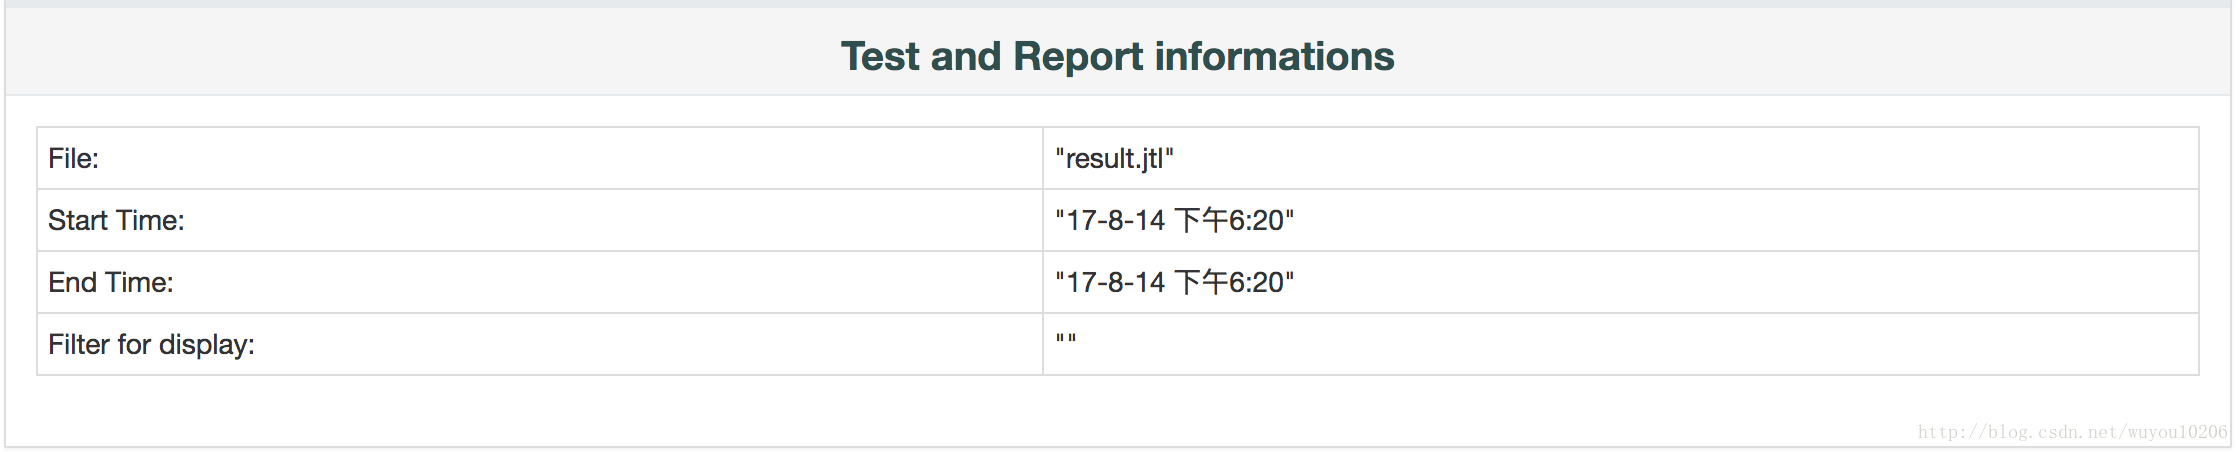 Test and Report informations
File: "result.jtl"
Start Time: "17-8-14 下午6:20"
End Time: "17-8-14 下午6:20"
Filter for display: ""
http://blog.csdn.net/wuyou10206